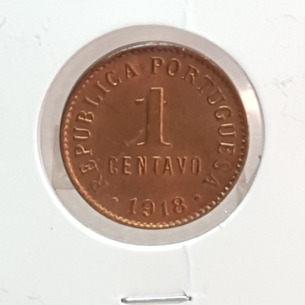 REPUBLICA PORTUGUESA
1
CENTAVO
· 1918 ·